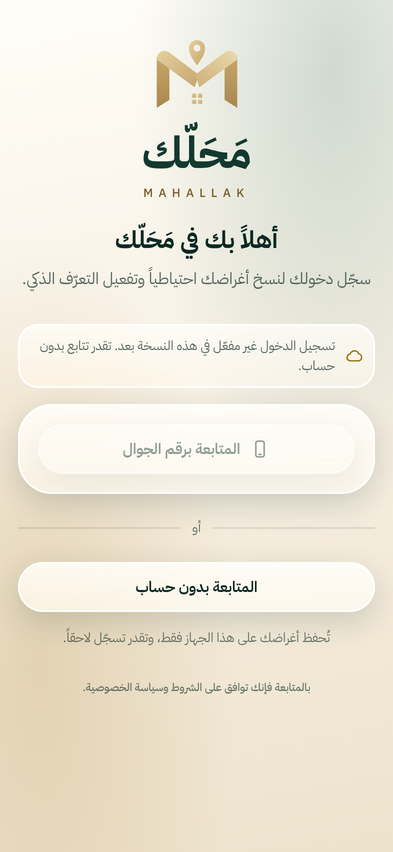 مَحَلّك
MAHALLAK
أهلاً بك في مَحَلّك
سجّل دخولك لنسخ أغراضك احتياطياً وتفعيل التعرّف الذكي.
تسجيل الدخول غير مفعّل في هذه النسخة بعد. تقدر تتابع بدون
حساب.
المتابعة برقم الجوال
أو
المتابعة بدون حساب
تُحفظ أغراضك على هذا الجهاز فقط، وتقدر تسجّل لاحقاً.
بالمتابعة فإنك توافق على الشروط وسياسة الخصوصية.